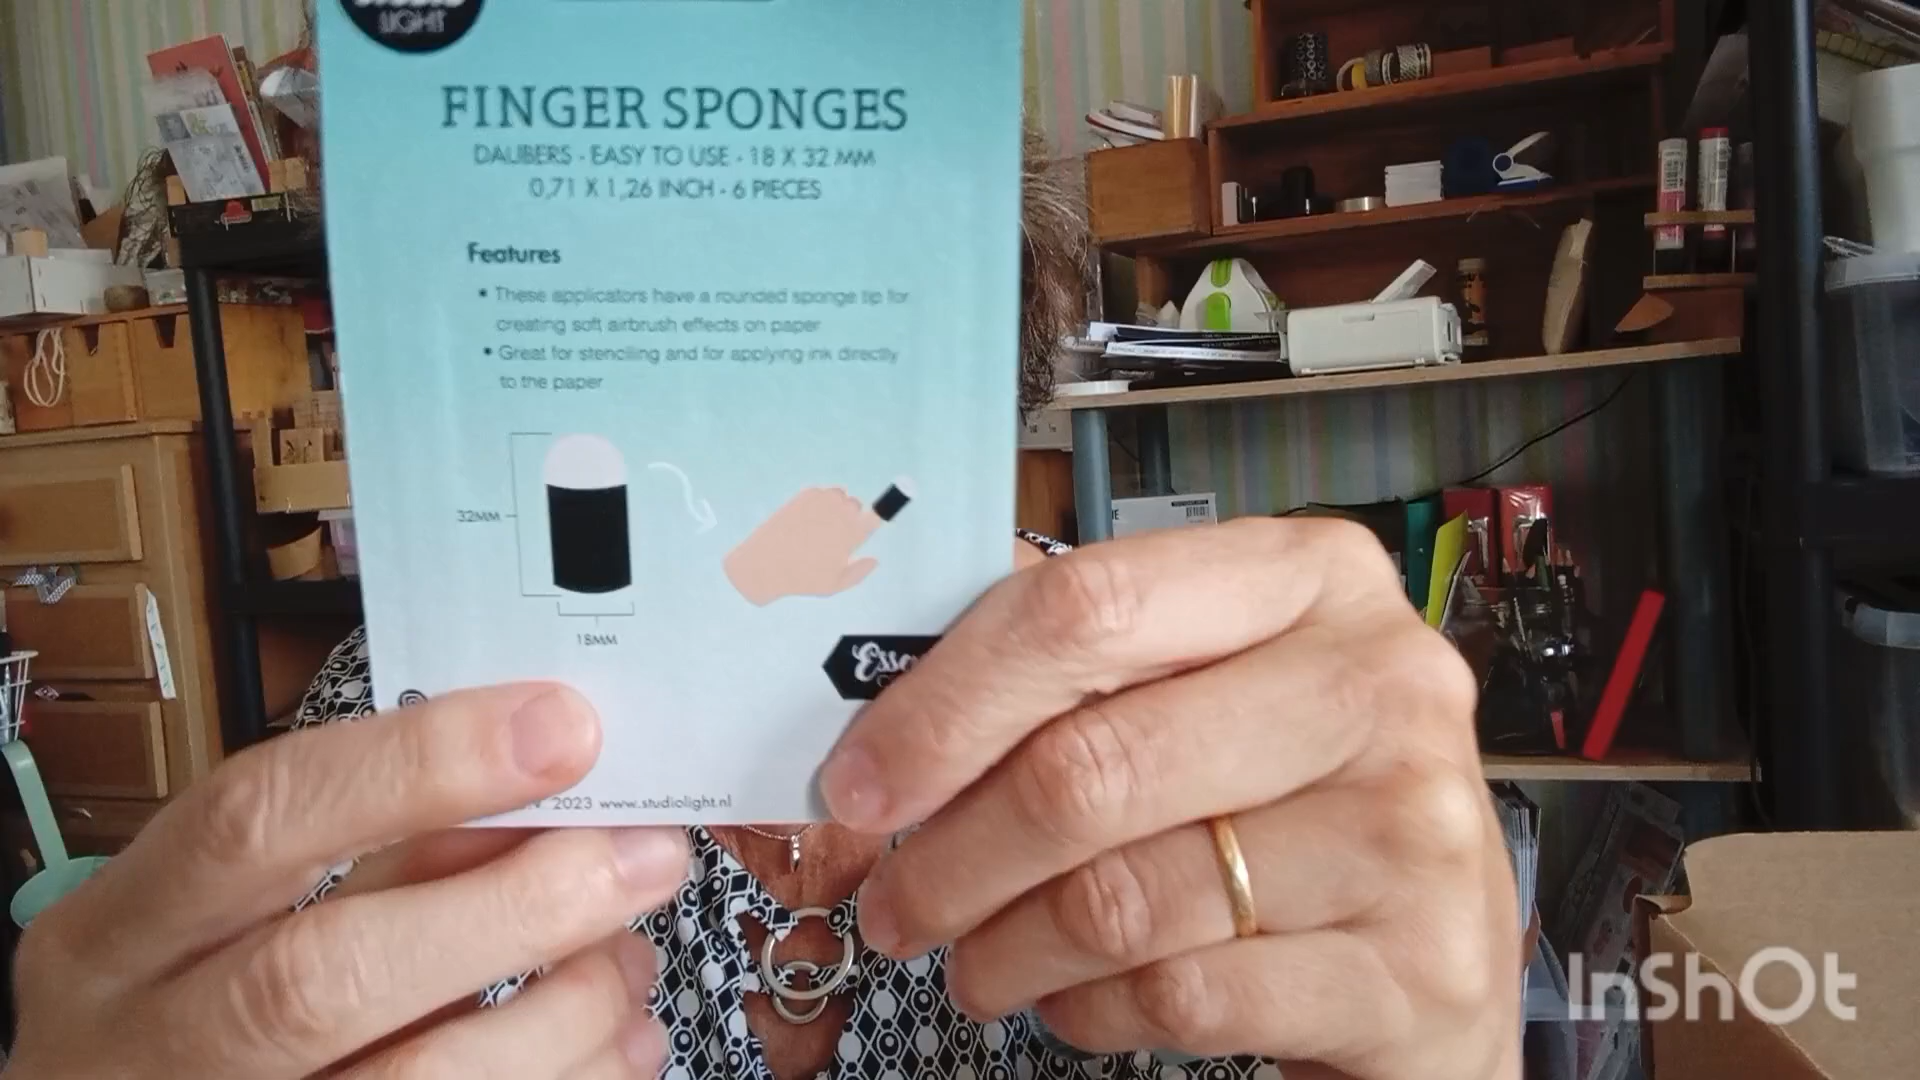 LIGHT
FINGER SPONGES
DAUBERS - EASY TO USE - 18 X 32 MM
0,71 X 1,26 INCH - 6 PIECES
Features
• These applicators have a rounded sponge tip for
creating soft airbrush effects on paper
• Great for stenciling and for applying ink directly
to the paper
32MM
18MM
2023 www.studiolight.nl
InShOt